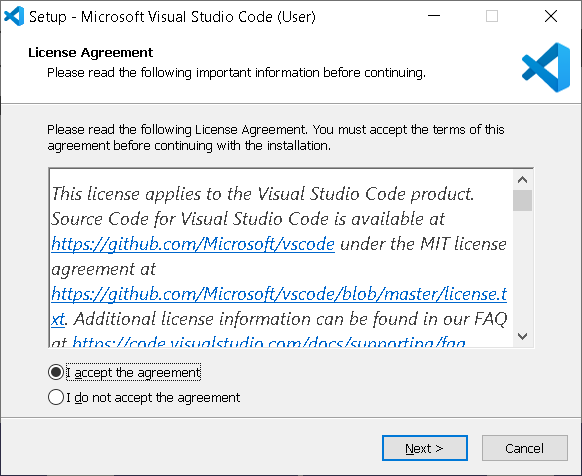 Setup - Microsoft Visual Studio Code (User)
License Agreement
Please read the following important information before continuing.
Please read the following License Agreement. You must accept the terms of this
agreement before continuing with the installation.
This license applies to the Visual Studio Code product.
Source Code for Visual Studio Code is available at
https://github.com/Microsoft/vscode under the MIT license
agreement at
https://github.com/Microsoft/vscode/blob/master/license.t
xt. Additional license information can be found in our FAQ
at https://code.visualstudio.com/docs/supporting/faq.
I accept the agreement
I do not accept the agreement
Next >
Cancel